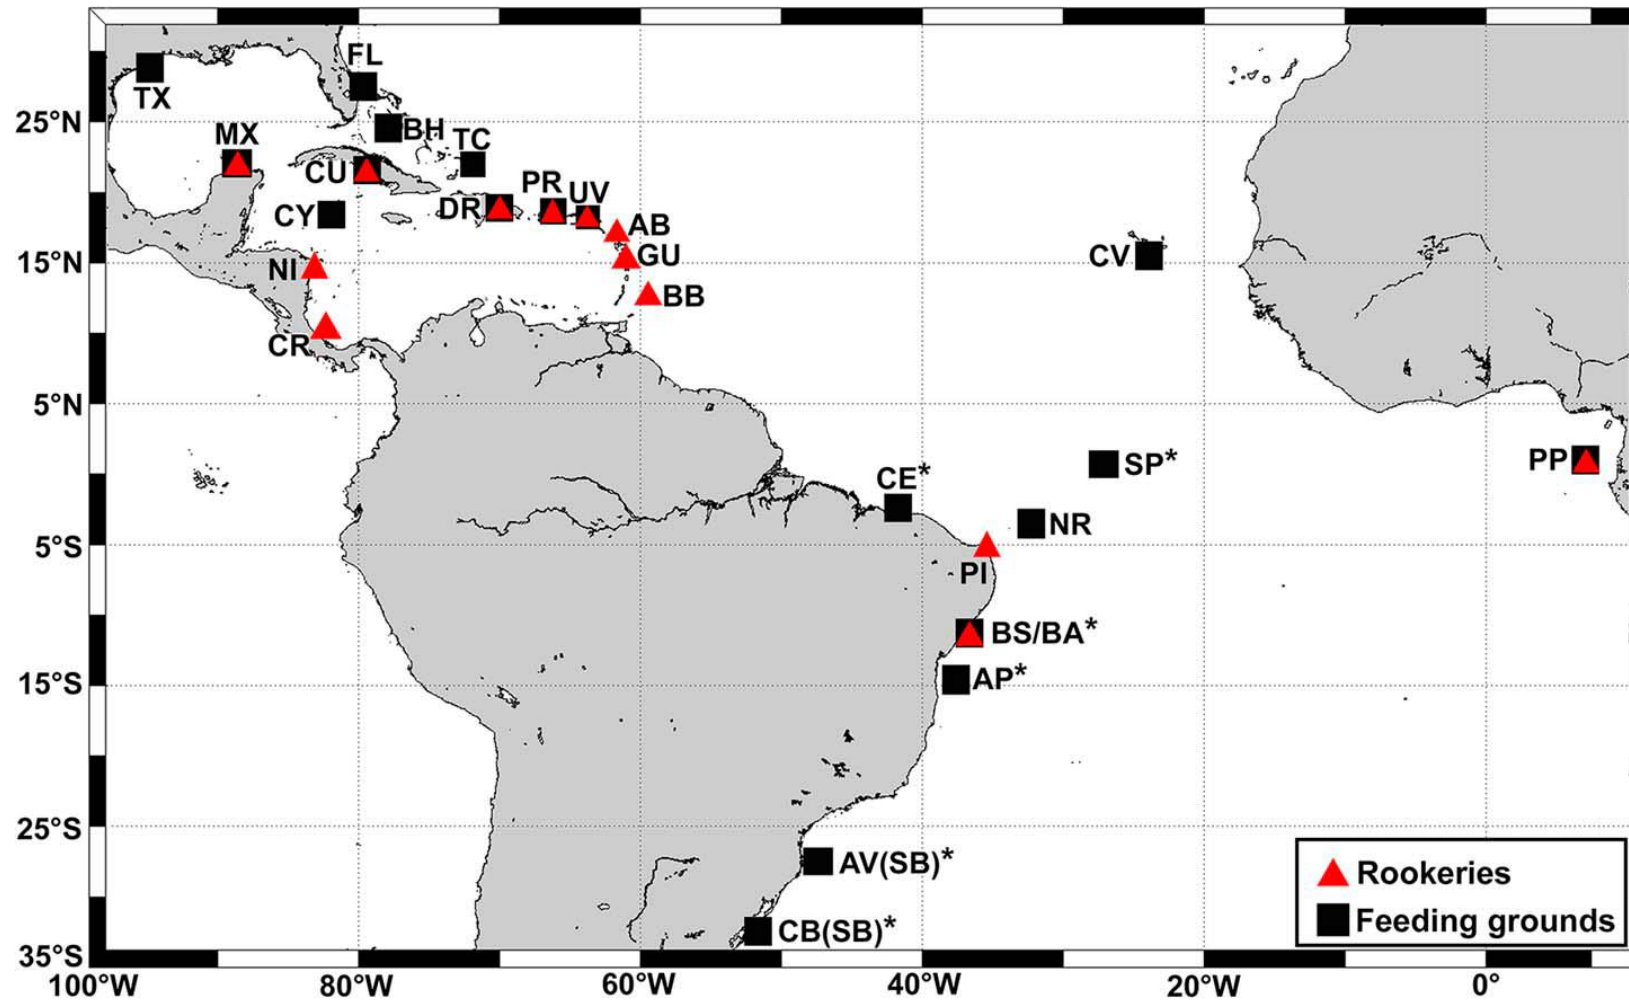 FL
TX
25°N
BH
MX
TC
CU
PR
UV
CY
DR
AB
GU
CV
15°N
NI
BB
CR
5°N
CE*
SP*
PP
NR
5°S
PI
BS/BA*
AP*
15°S
25°S
AV(SB)*
Rookeries
Feeding grounds
CB(SB)*
35°S
100°W
80°W
60°W
40°W
20°W
0°